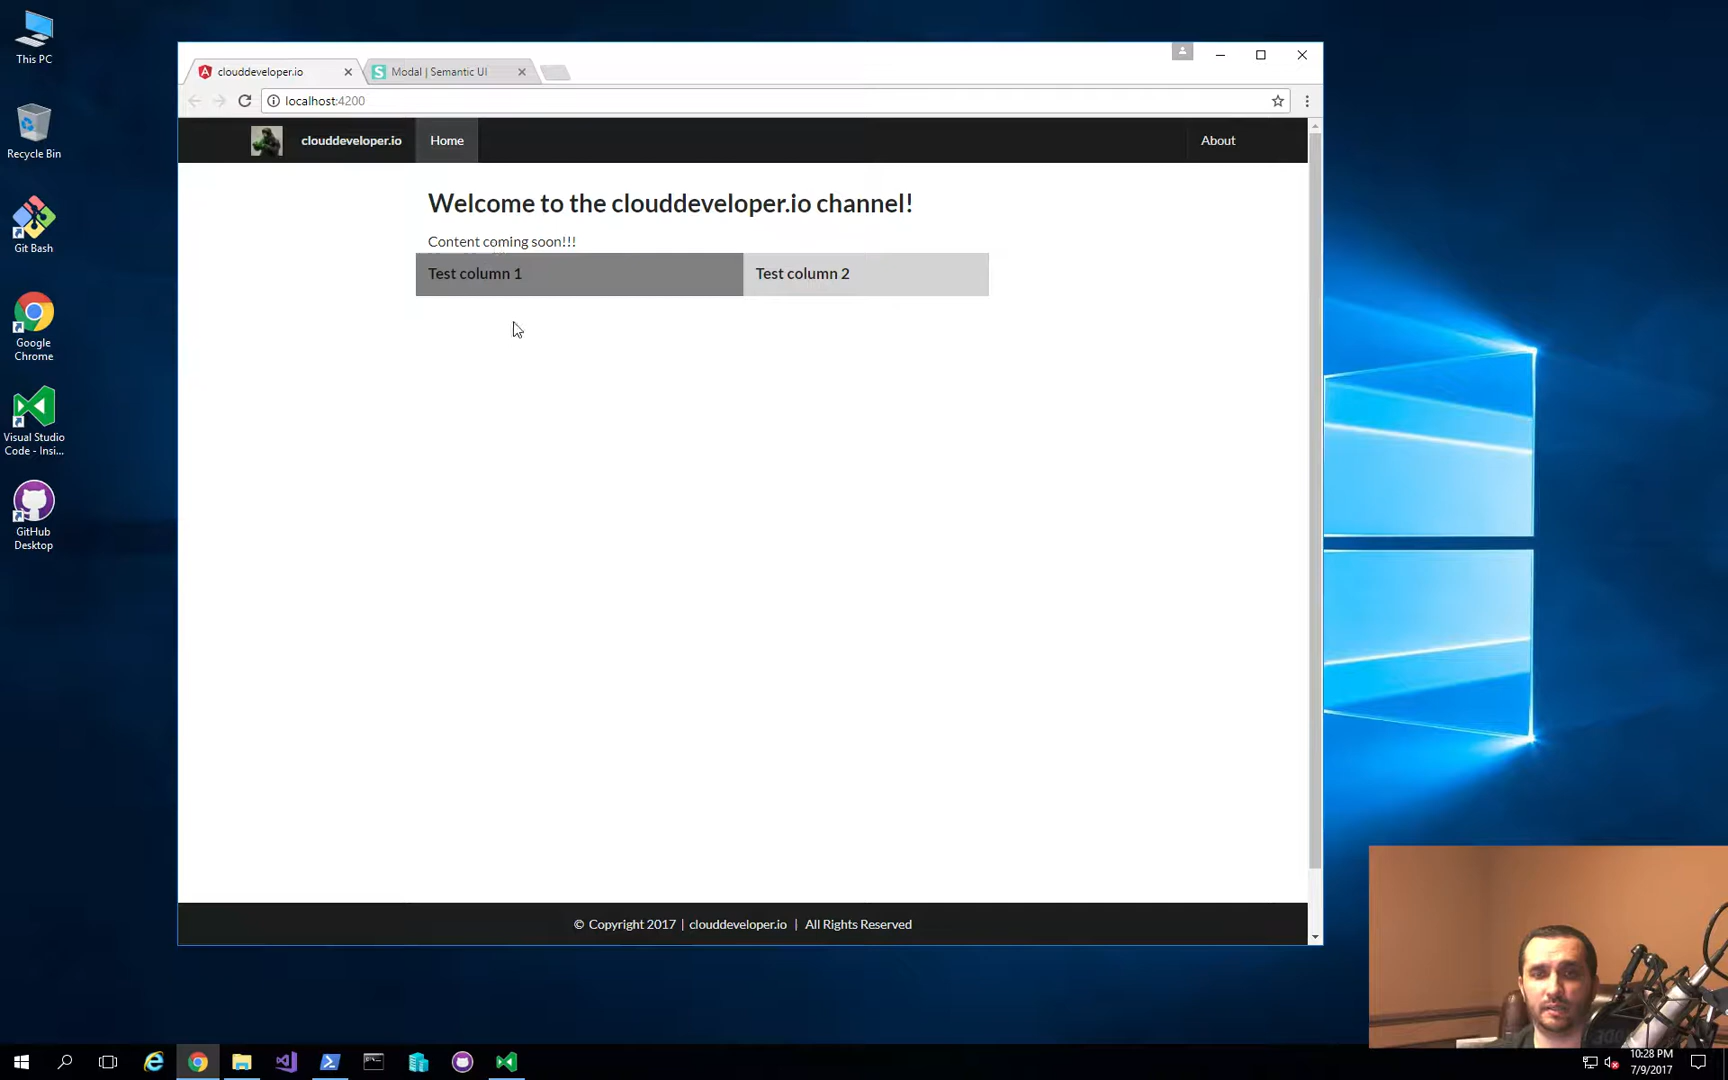 This PC
Recycle Bin
Git Bash
Google
Chrome
Visual Studio
Code - Insi...
GitHub
Desktop
clouddeveloper.io
Modal | Semantic UI
localhost:4200
clouddeveloper.io
Home
About
Welcome to the clouddeveloper.io channel!
Content coming soon!!!
Test column 1
Test column 2
© Copyright 2017 | clouddeveloper.io | All Rights Reserved
10:28 PM
7/9/2017